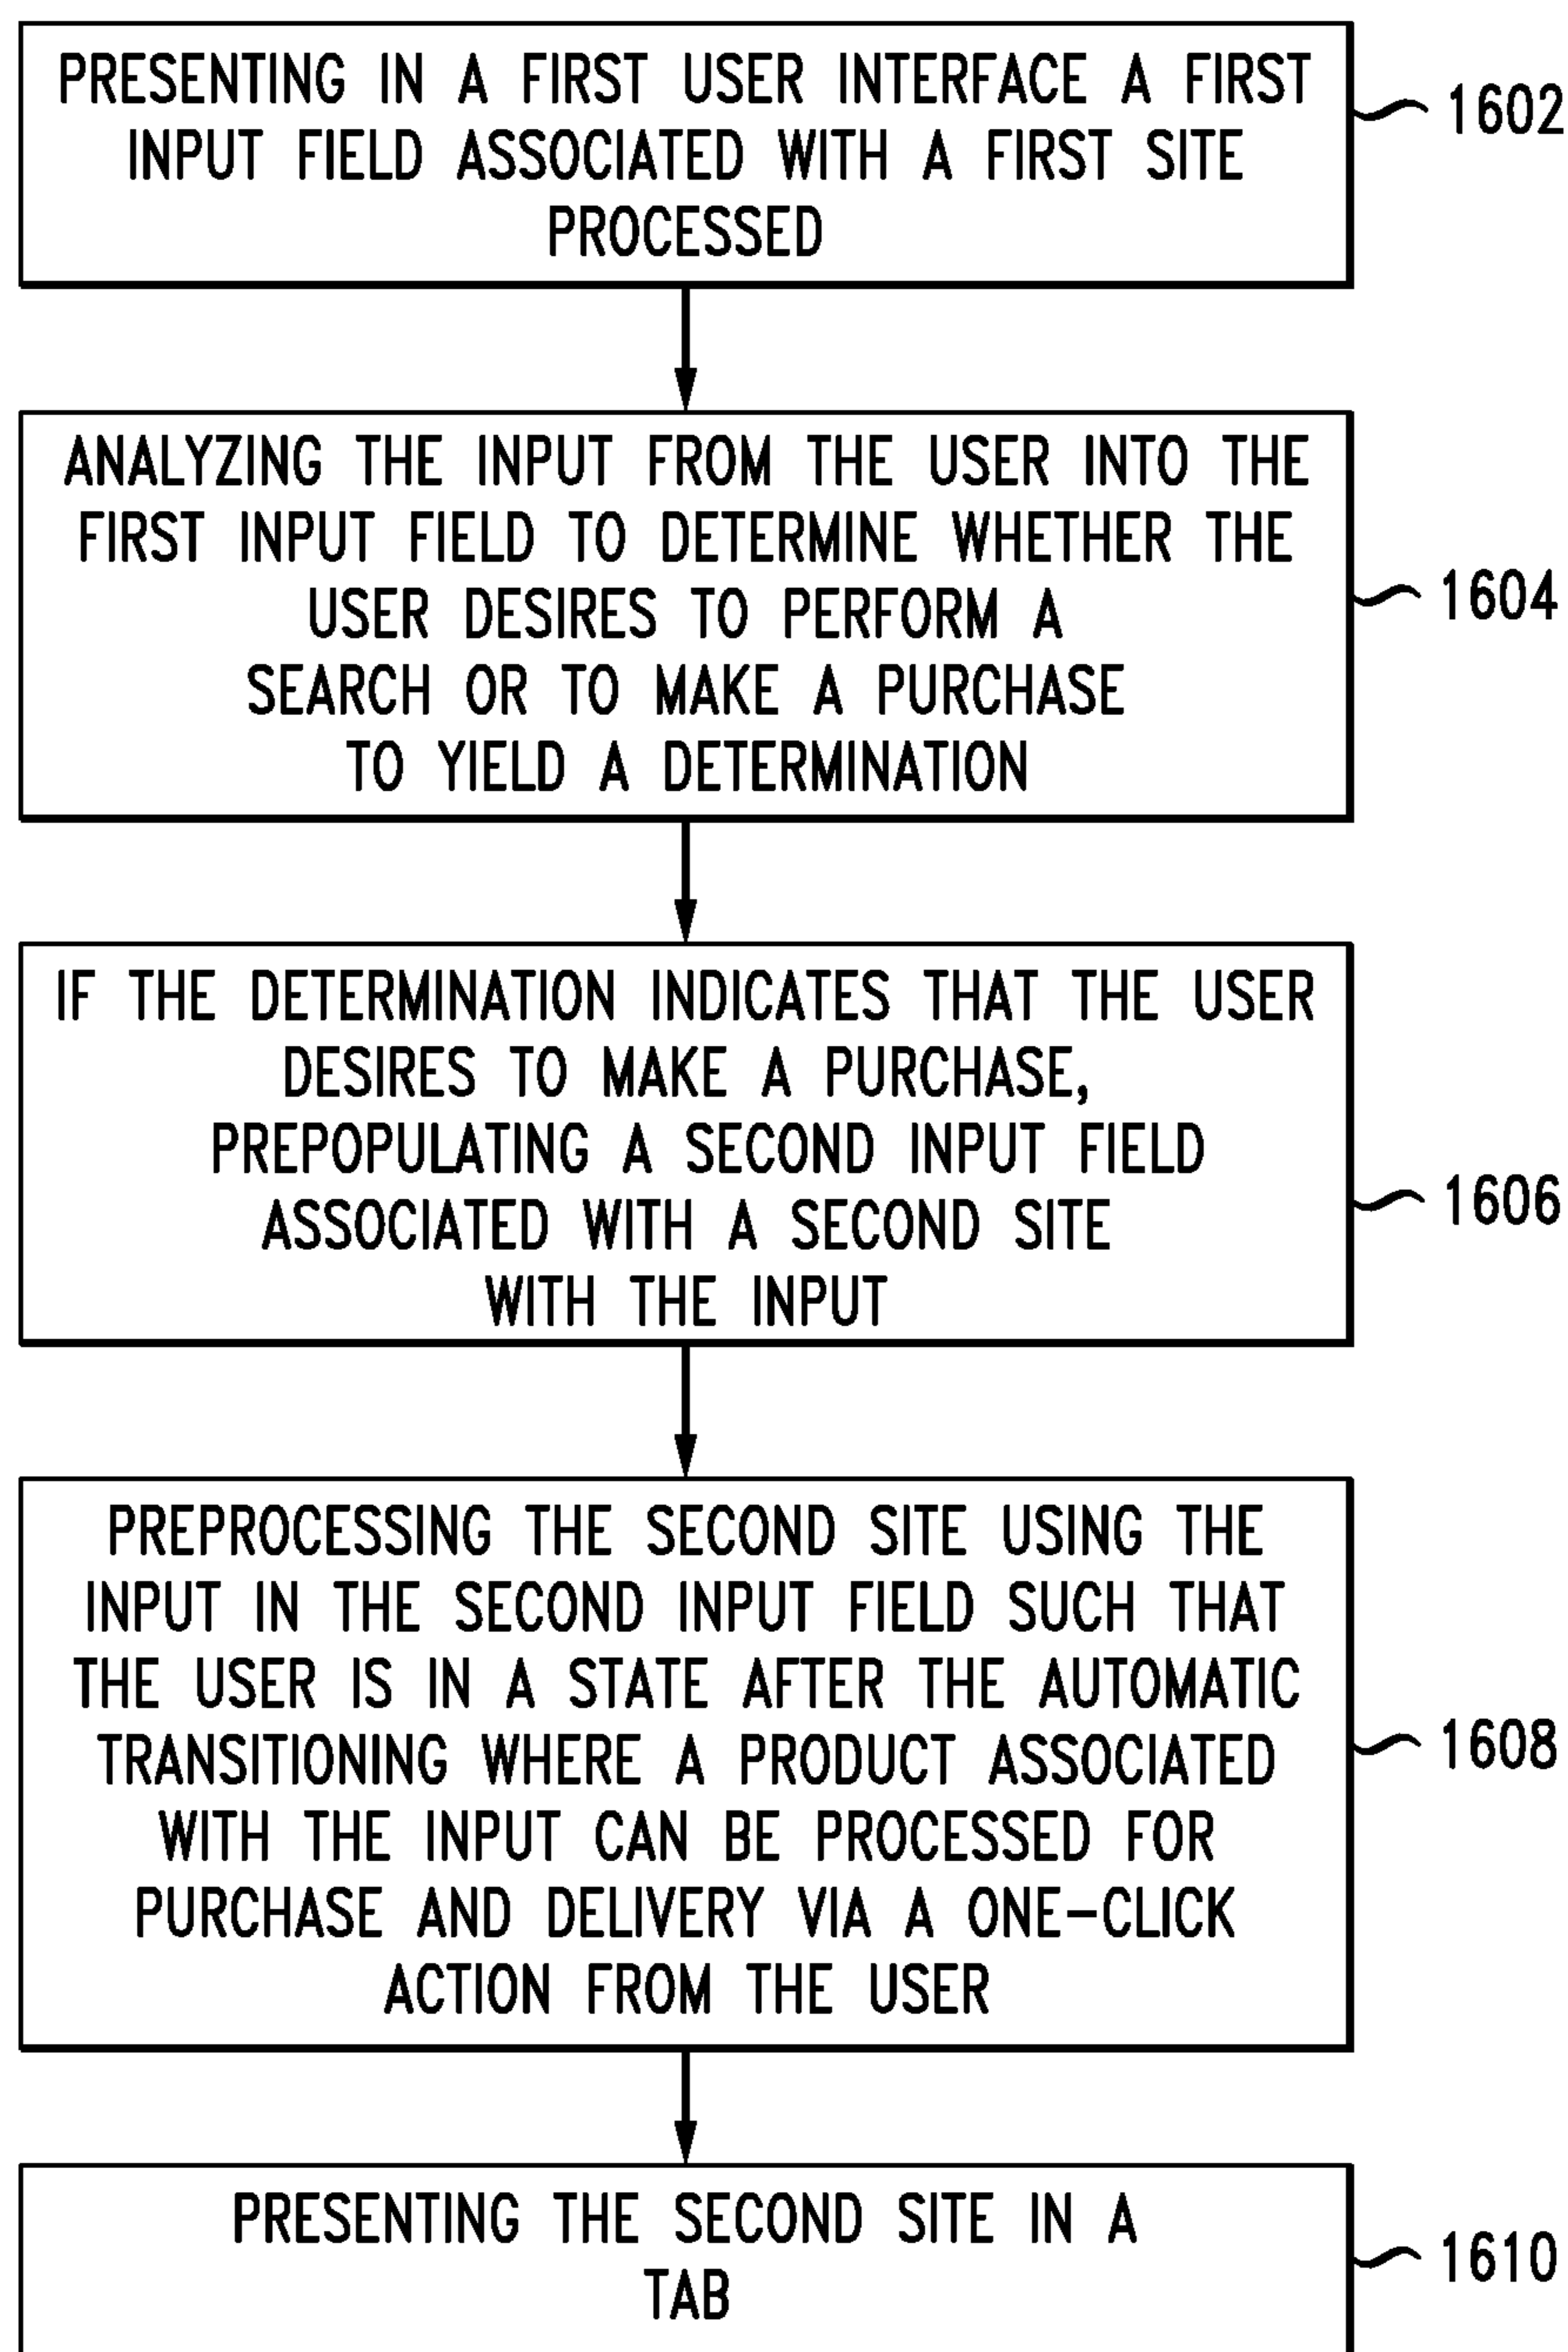 PRESENTING IN A FIRST USER INTERFACE A FIRST
INPUT FIELD ASSOCIATED WITH A FIRST SITE
PROCESSED
1602
ANALYZING THE INPUT FROM THE USER INTO THE
FIRST INPUT FIELD TO DETERMINE WHETHER THE
USER DESIRES TO PERFORM A
SEARCH OR TO MAKE A PURCHASE
TO YIELD A DETERMINATION
1604
IF THE DETERMINATION INDICATES THAT THE USER
DESIRES TO MAKE A PURCHASE,
PREPOPULATING A SECOND INPUT FIELD
ASSOCIATED WITH A SECOND SITE
WITH THE INPUT
1606
PREPROCESSING THE SECOND SITE USING THE
INPUT IN THE SECOND INPUT FIELD SUCH THAT
THE USER IS IN A STATE AFTER THE AUTOMATIC
TRANSITIONING WHERE A PRODUCT ASSOCIATED
WITH THE INPUT CAN BE PROCESSED FOR
PURCHASE AND DELIVERY VIA A ONE-CLICK
ACTION FROM THE USER
1608
PRESENTING THE SECOND SITE IN A
TAB
1610